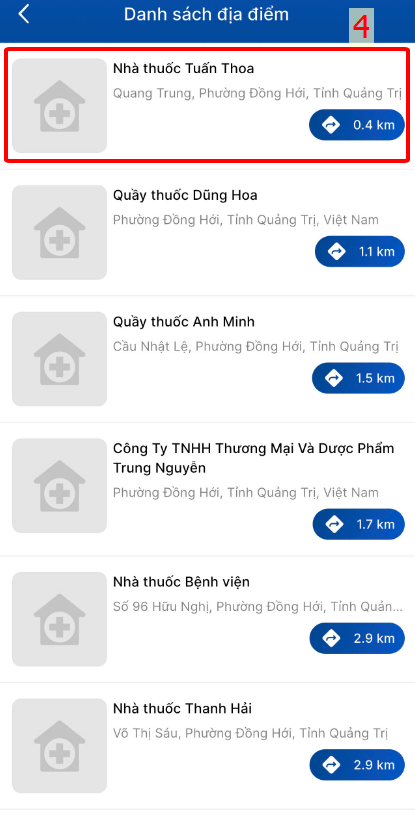 Danh sách địa điểm
4
Nhà thuốc Tuấn Thoa
Quang Trung, Phường Đồng Hới, Tỉnh Quảng Trị
0.4 km
Quầy thuốc Dũng Hoa
Phường Đồng Hới, Tỉnh Quảng Trị, Việt Nam
1.1 km
Quầy thuốc Anh Minh
Cầu Nhật Lệ, Phường Đồng Hới, Tỉnh Quảng Trị
1.5 km
Công Ty TNHH Thương Mại Và Dược Phẩm
Trung Nguyễn
Phường Đồng Hới, Tỉnh Quảng Trị, Việt Nam
1.7 km
Nhà thuốc Bệnh viện
Số 96 Hữu Nghị, Phường Đồng Hới, Tỉnh Quản...
2.9 km
Nhà thuốc Thanh Hải
Võ Thị Sáu, Phường Đồng Hới, Tỉnh Quảng Trị
2.9 km